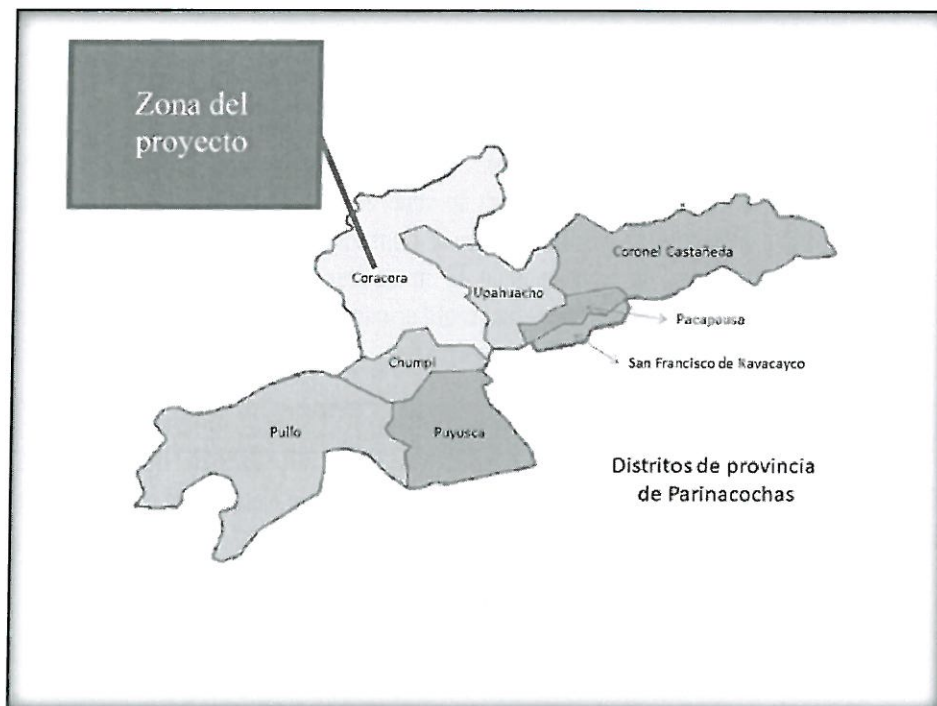 Zona del
proyecto
Coronel Castañeda
Coracora
Upahuacho
Pacapausa
San Francisco de Ravacayco
Chumpi
Pullo
Puyusca
Distritos de provincia
de Parinacochas